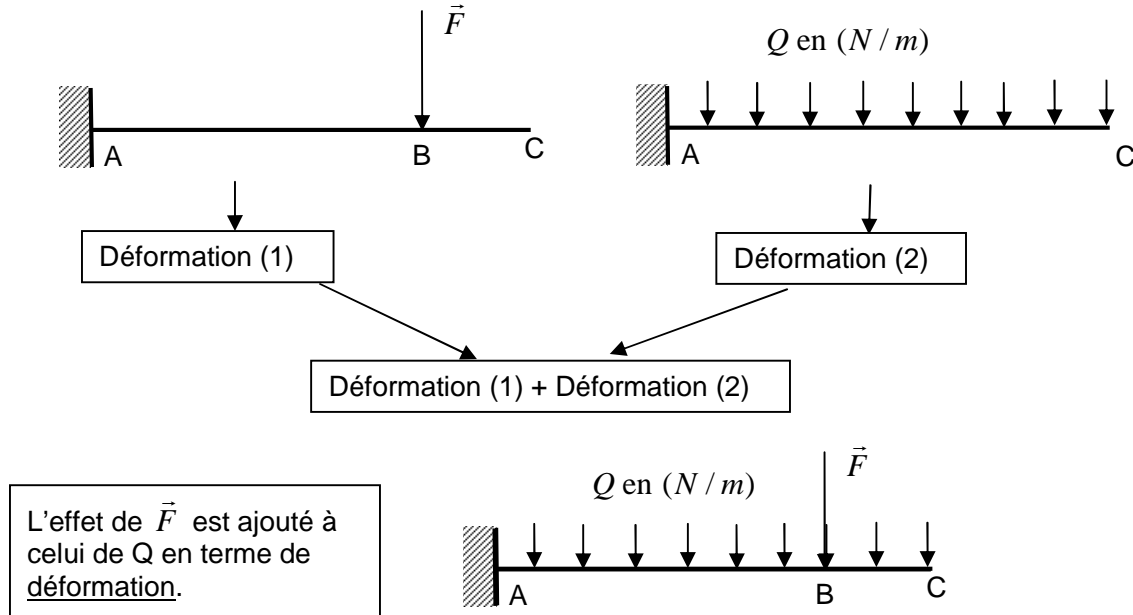 F
Q en (N / m)
A
B
C
A
C
Déformation (1)
Déformation (2)
Déformation (1) + Déformation (2)
L'effet de F est ajouté à
celui de Q en terme de
déformation.
Q en (N / m)
F
A
B
C